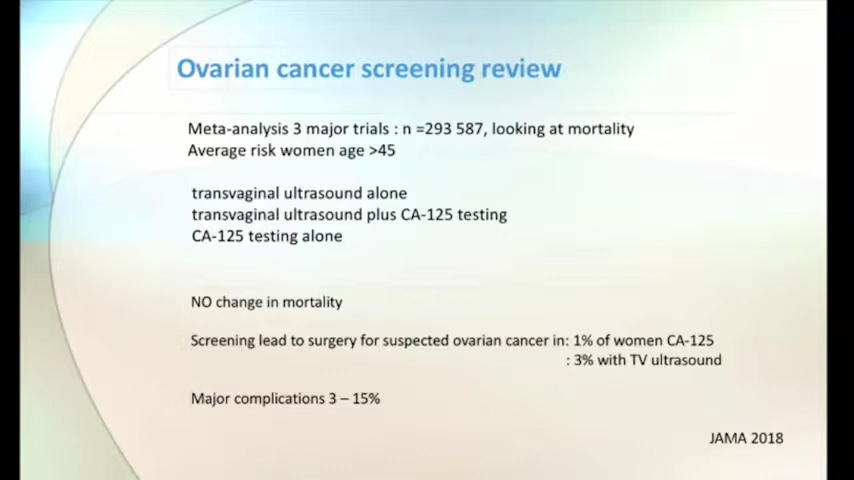 Ovarian cancer screening review
Meta-analysis 3 major trials : n =293 587, looking at mortality
Average risk women age >45
transvaginal ultrasound alone
transvaginal ultrasound plus CA-125 testing
CA-125 testing alone
NO change in mortality
Screening lead to surgery for suspected ovarian cancer in: 1% of women CA-125
: 3% with TV ultrasound
Major complications 3 – 15%
JAMA 2018